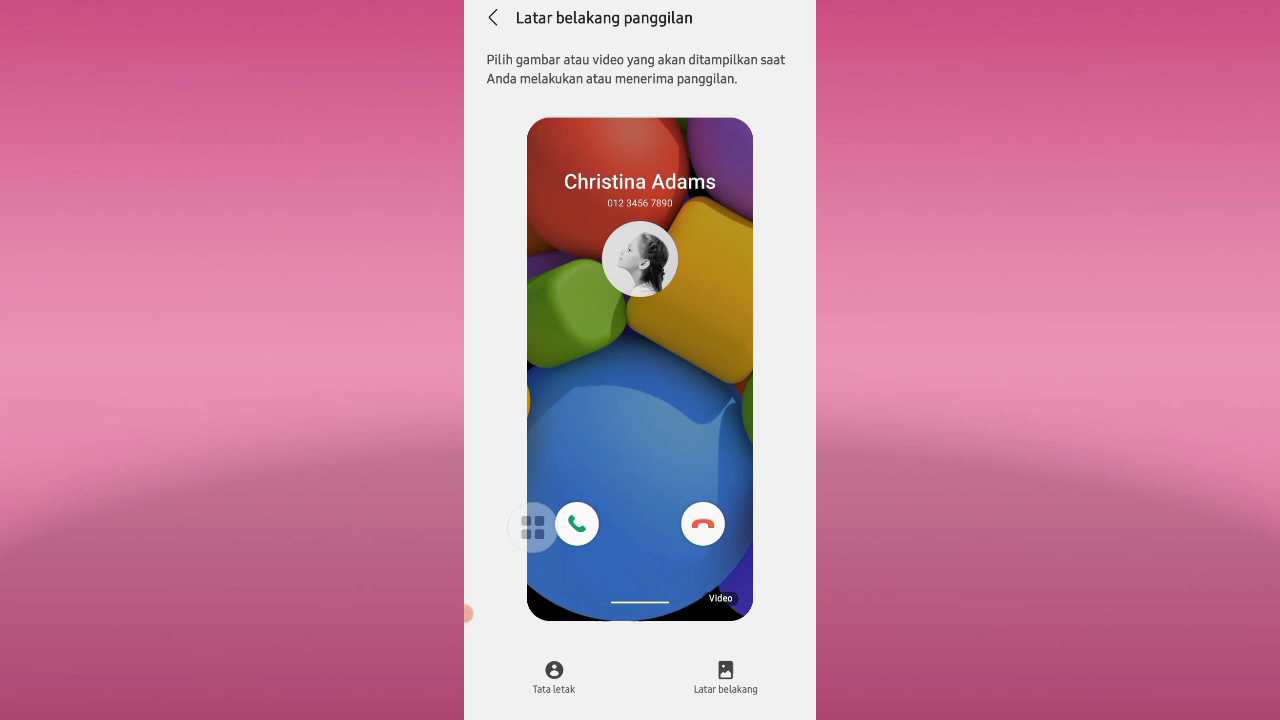 Latar belakang panggilan
Pilih gambar atau video yang akan ditampilkan saat
Anda melakukan atau menerima panggilan.
Christina Adams
012 3456 7890
Video
Tata letak
Latar belakang